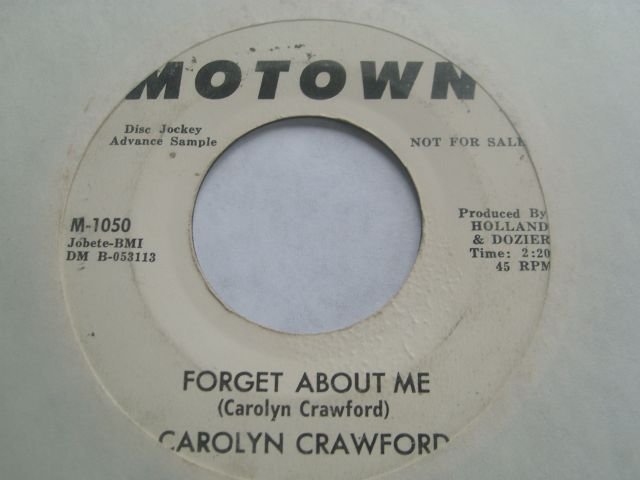 MOTOWN
Disc Jockey
Advance Sample
NOT FOR SALE
M-1050
Jobete-BMI
DM B-053113
Produced By
HOLLAND
& DOZIER
Time: 2:20
45 RPM
FORGET ABOUT ME
(Carolyn Crawford)
CAROLYN CRAWFORD